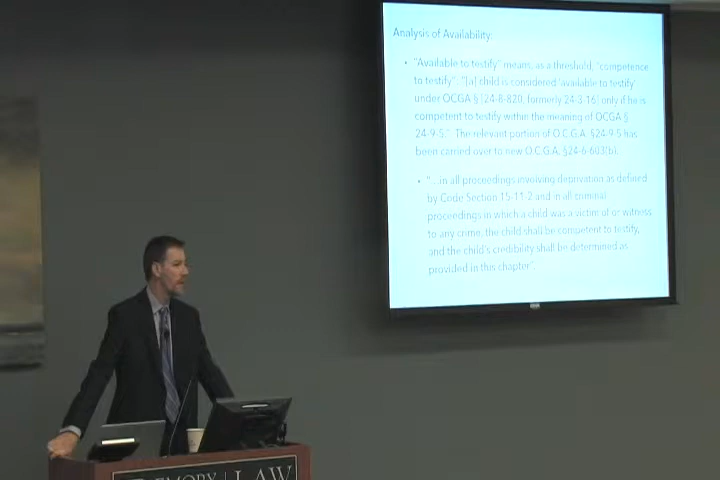 Analysis of Availability:
• "Available to testify" means, as a threshold, "competence
to testify": "[a] child is considered 'available to testify'
under OCGA § [24-8-820, formerly 24-3-16] only if he is
competent to testify within the meaning of OCGA §
24-9-5." The relevant portion of O.C.G.A. §24-9-5 has
been carried over to new O.C.G.A. §24-6-603(b).
• "…in all proceedings involving deprivation as defined
by Code Section 15-11-2 and in all criminal
proceedings in which a child was a victim of or witness
to any crime, the child shall be competent to testify,
and the child's credibility shall be determined as
provided in this chapter"
EMORY | LAW